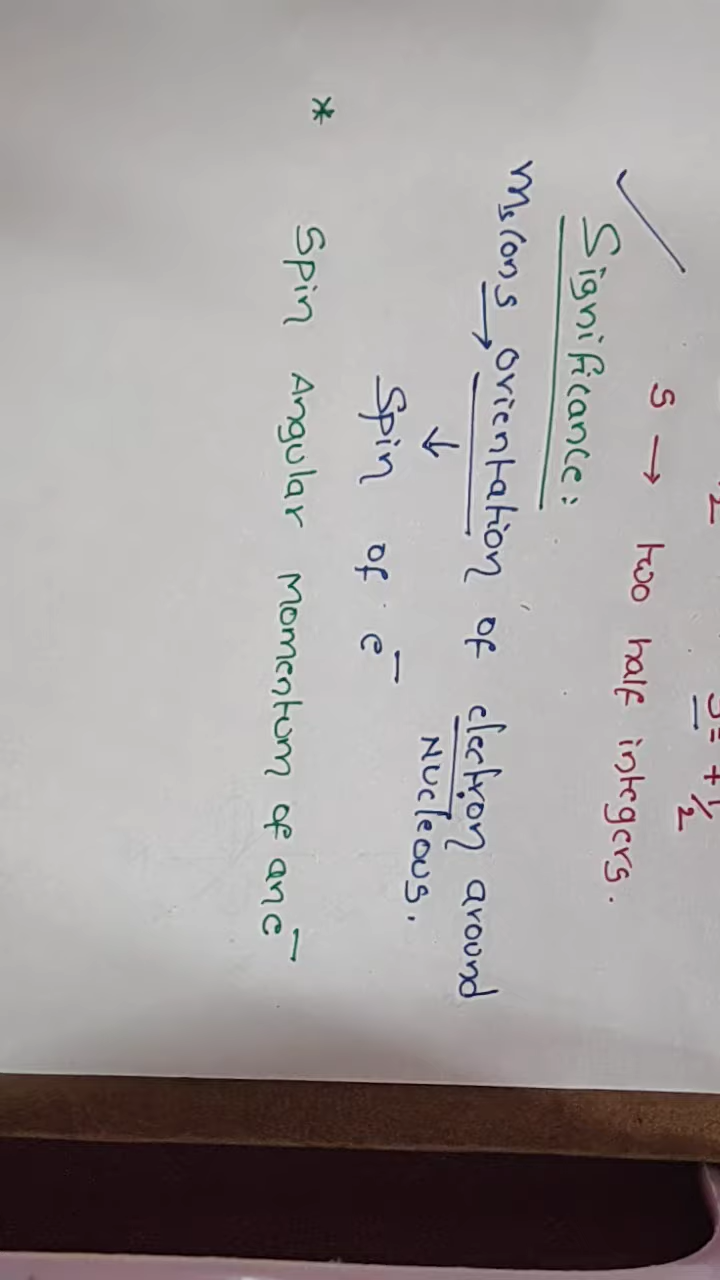 S = + 1/2
S → two half integers.
Significance:
ms(or) s → orientation of electron around
Nucleous.
↓
Spin of e⁻
* Spin Angular Momentum of an e⁻